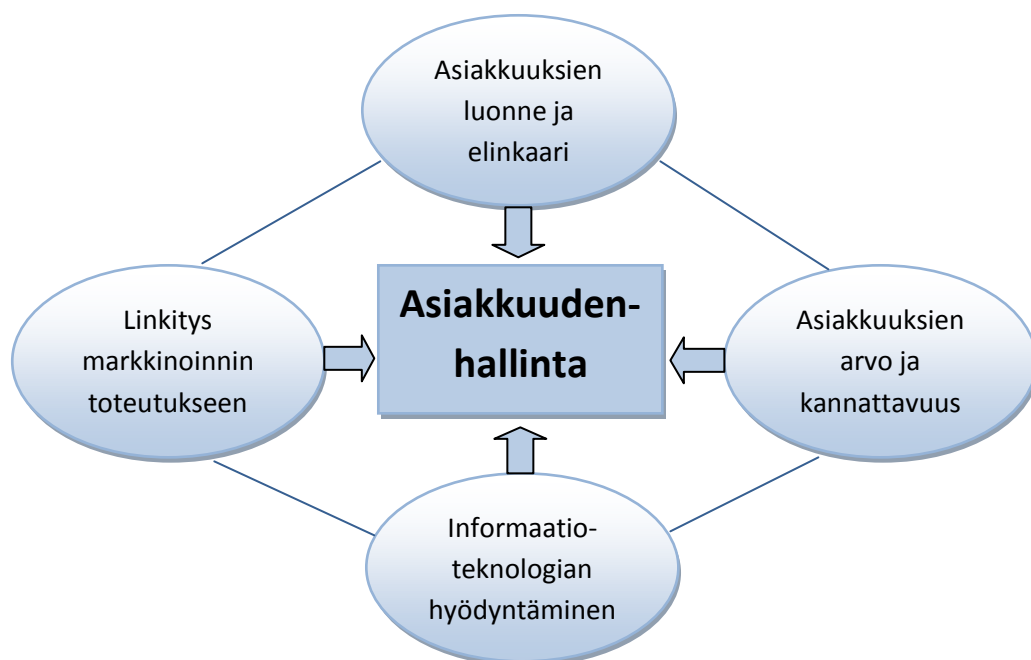 Asiakkuuksien
luonne ja
elinkaari
Linkitys
markkinoinnin
toteutukseen
Asiakkuuden-
hallinta
Asiakkuuksien
arvo ja
kannattavuus
Informaatio-
teknologian
hyödyntäminen